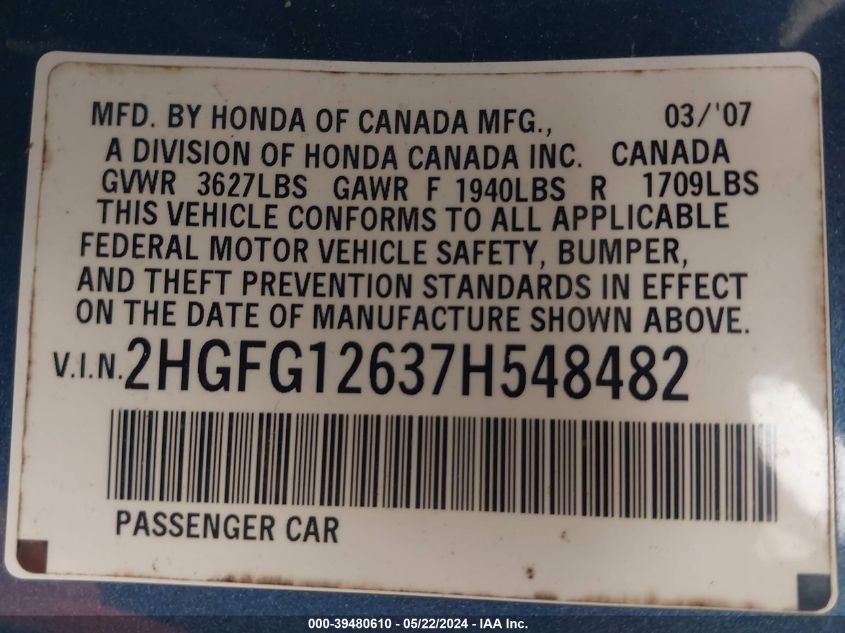 MFD. BY HONDA OF CANADA MFG., 03/'07
A DIVISION OF HONDA CANADA INC. CANADA
GVWR 3627LBS GAWR F 1940LBS R 1709LBS
THIS VEHICLE CONFORMS TO ALL APPLICABLE
FEDERAL MOTOR VEHICLE SAFETY, BUMPER,
AND THEFT PREVENTION STANDARDS IN EFFECT
ON THE DATE OF MANUFACTURE SHOWN ABOVE.
V.I.N. 2HGFG12637H548482
PASSENGER CAR
000-39480610 - 05/22/2024 - IAA Inc.